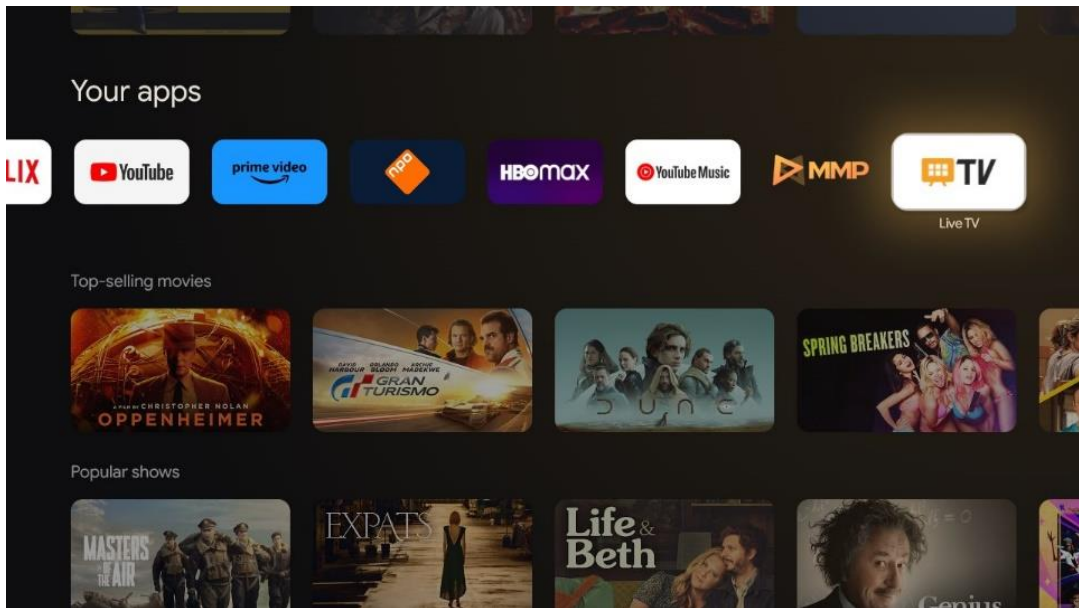 Your apps
LIX
YouTube
prime video
npo
HBOmax
YouTube Music
MMP
TV
Live TV
Top-selling movies
A FILM BY CHRISTOPHER NOLAN
OPPENHEIMER
DAVID HARBOUR
ORLANDO BLOOM
ARCHIE MADEKWE
GT GRAN
TURISMO
DUNE
SPRING BREAKERS
Popular shows
MASTERS
OF
THE AIR
EXPATS
Life &
Beth
Genius